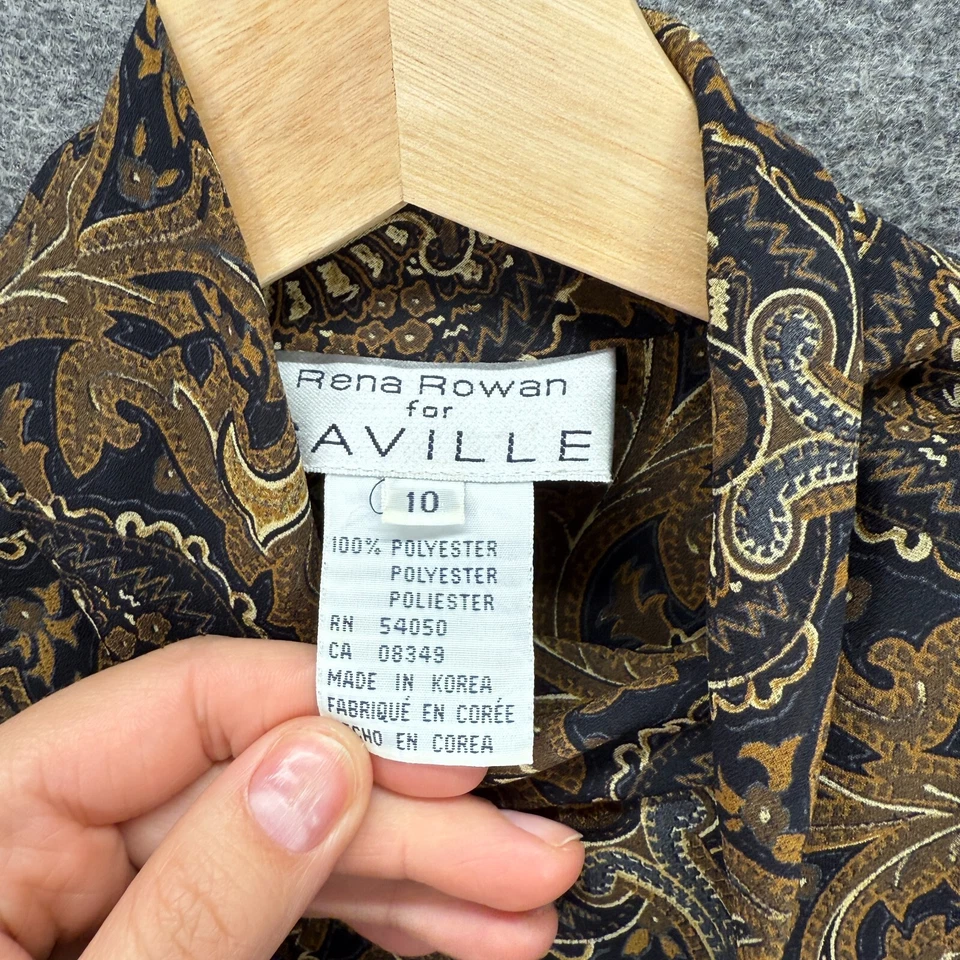 Rena Rowan
for
AVILLE
10
100% POLYESTER
POLYESTER
POLIESTER
RN 54050
CA 08349
MADE IN KOREA
FABRIQUÉ EN CORÉE
EN COREA